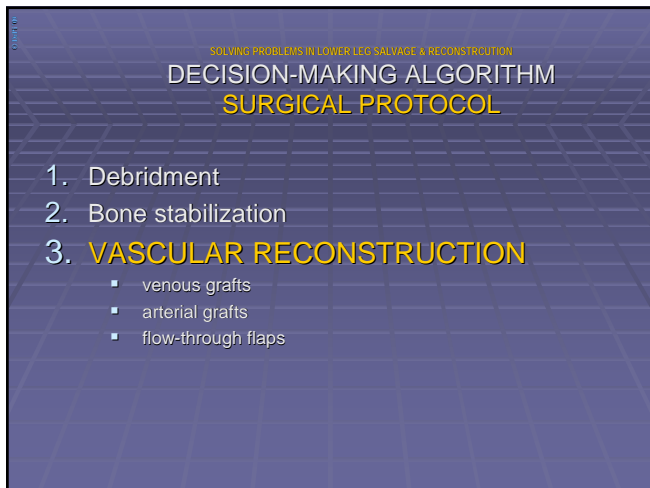 SOLVING PROBLEMS IN LOWER LEG SALVAGE & RECONSTRCUTION
DECISION-MAKING ALGORITHM
SURGICAL PROTOCOL
1. Debridment
2. Bone stabilization
3. VASCULAR RECONSTRUCTION
▪ venous grafts
▪ arterial grafts
▪ flow-through flaps